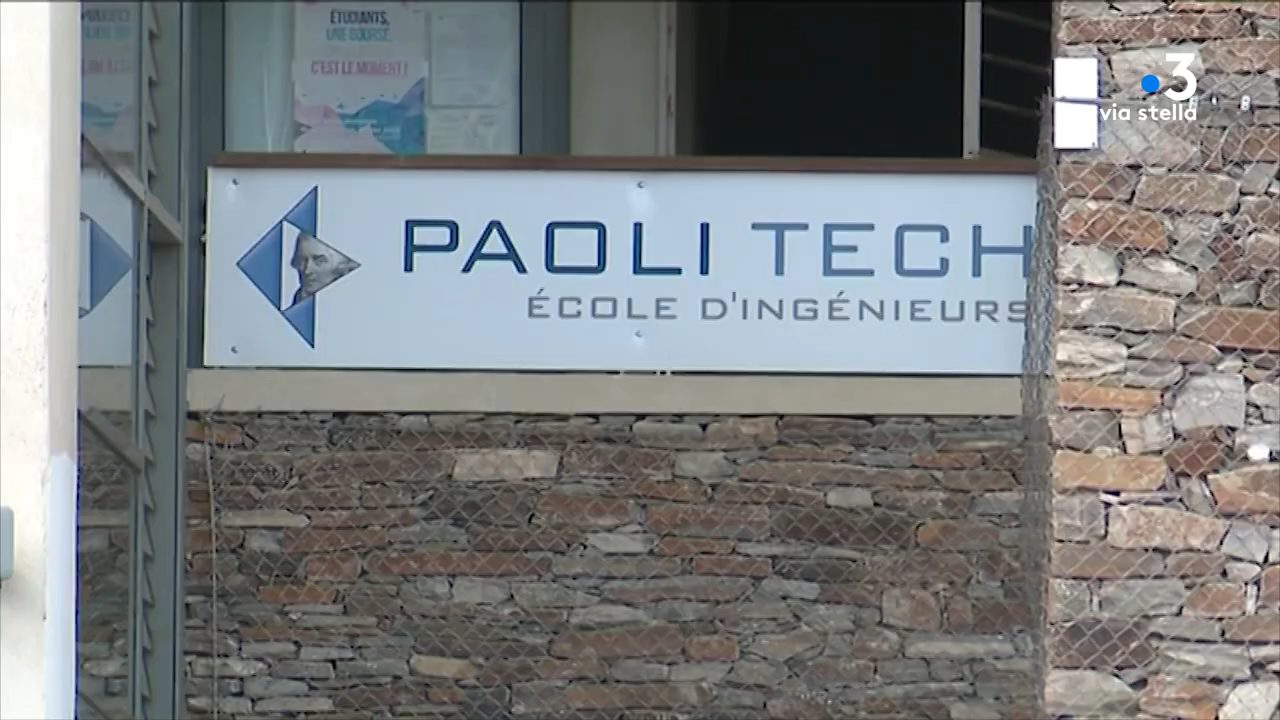 ÉTUDIANTS,
UNE BOURSE,
C'EST LE MOMENT !
3
via stella
PAOLI TECH
ÉCOLE D'INGÉNIEURS